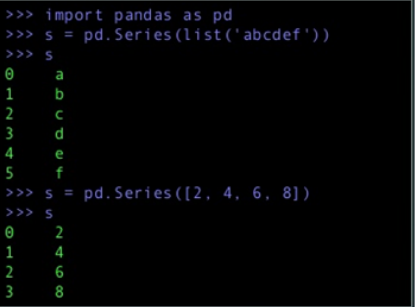 >>> import pandas as pd
>>> s = pd.Series(list('abcdef'))
>>> s
0    a
1    b
2    c
3    d
4    e
5    f
>>> s = pd.Series([2, 4, 6, 8])
>>> s
0    2
1    4
2    6
3    8